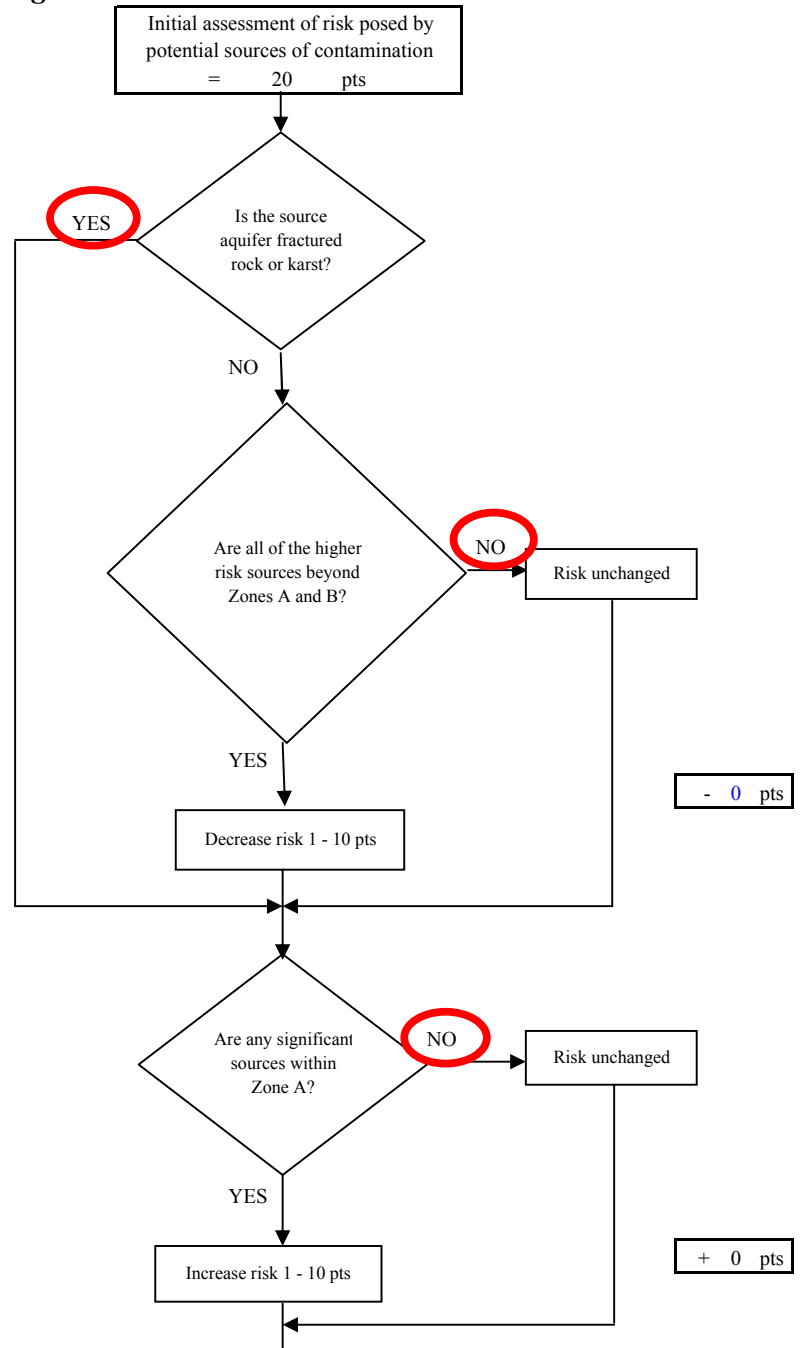 Initial assessment of risk posed by
potential sources of contamination
= 20 pts
YES
Is the source
aquifer fractured
rock or karst?
NO
Are all of the higher
risk sources beyond
Zones A and B?
NO
Risk unchanged
YES
- 0 pts
Decrease risk 1 - 10 pts
Are any significant
sources within
Zone A?
NO
Risk unchanged
YES
+ 0 pts
Increase risk 1 - 10 pts